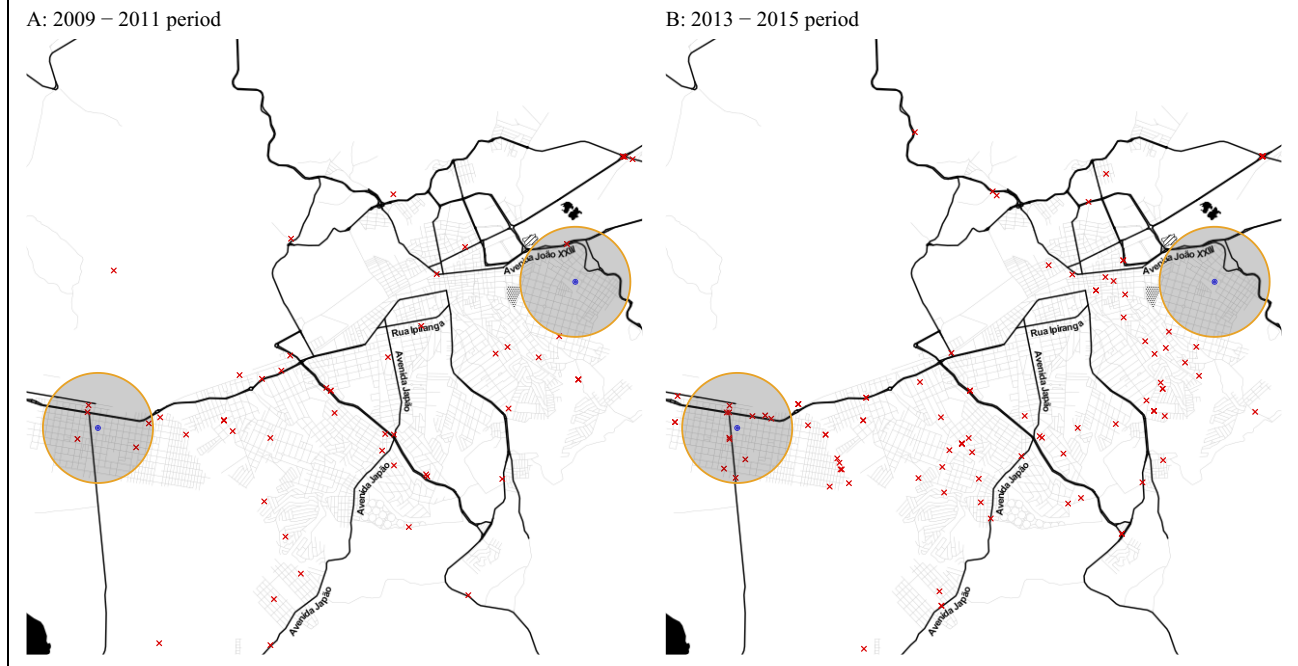 A: 2009 − 2011 period
Avenida João XXIII
Rua Ipiranga
Avenida Japão
Avenida Japão
Avenida Japão
B: 2013 − 2015 period
Avenida João XXIII
Rua Ipiranga
Avenida Japão
Avenida Japão
Avenida Japão